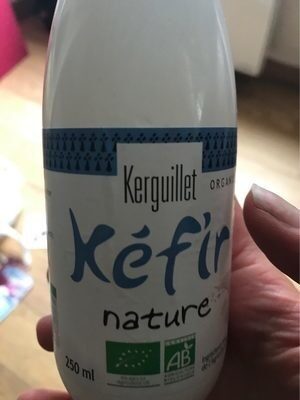 Kerguillet
ORGAN
Kéfir
nature
AB
250 ml